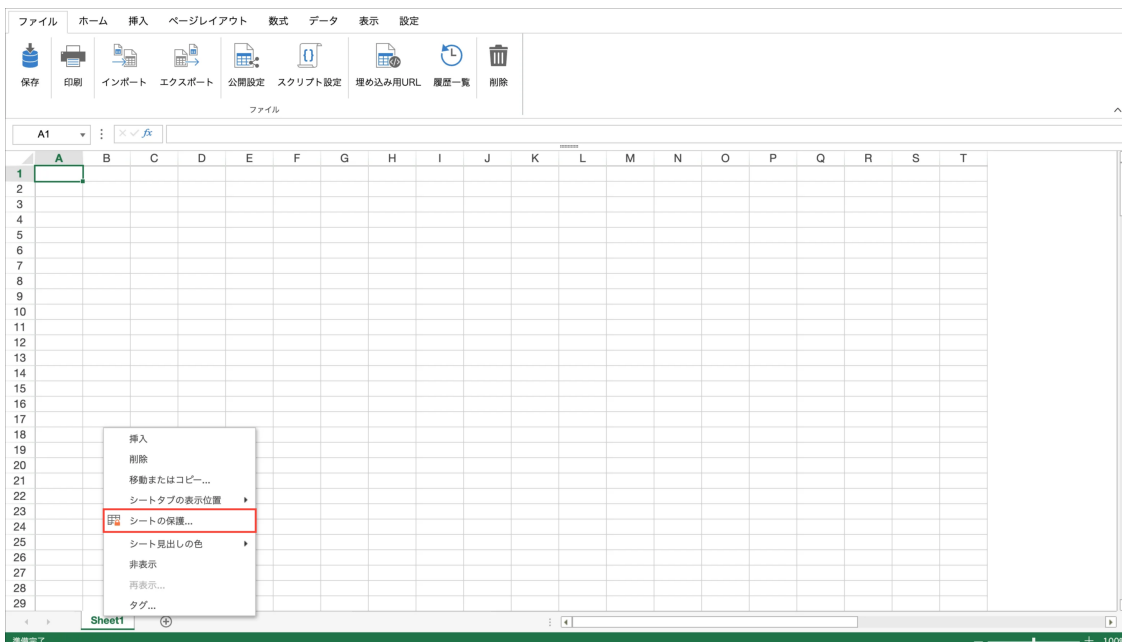 ファイル ホーム 挿入 ページレイアウト 数式 データ 表示 設定
保存 印刷 インポート エクスポート 公開設定 スクリプト設定 埋め込み用URL 履歴一覧 削除
ファイル
A1 fx
A B C D E F G H I J K L M N O P Q R S T
1
2
3
4
5
6
7
8
9
10
11
12
13
14
15
16
17
18
19
20
21
22
23
24
25
26
27
28
29
挿入
削除
移動またはコピー...
シートタブの表示位置
シートの保護...
シート見出しの色
非表示
再表示...
タグ...
Sheet1
準備完了 100%